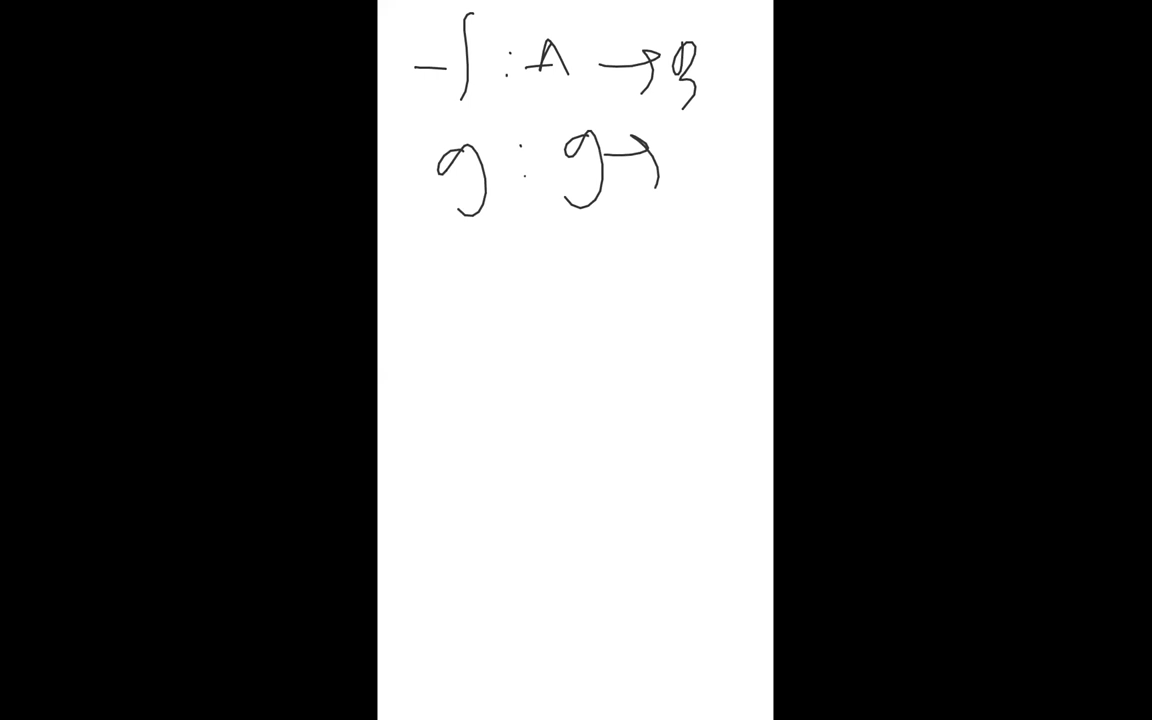 f : A → B
g : g →